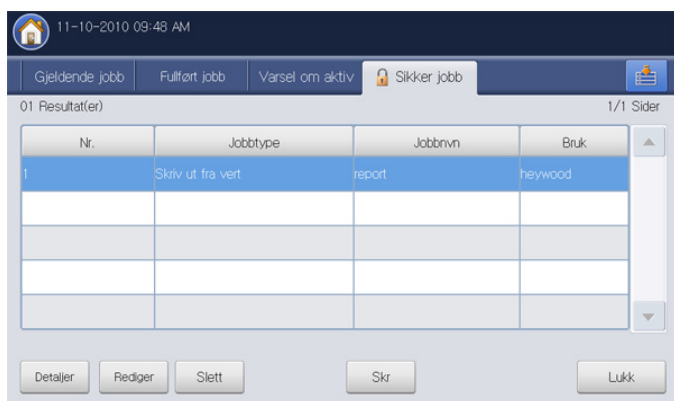 11-10-2010 09:48 AM
Gjeldende jobb Fullført jobb Varsel om aktiv Sikker jobb
01 Resultat(er) 1/1 Sider
Nr. Jobbtype Jobbnvn Bruk
1 Skriv ut fra vert report heywood
Detaljer Rediger Slett Skr Lukk